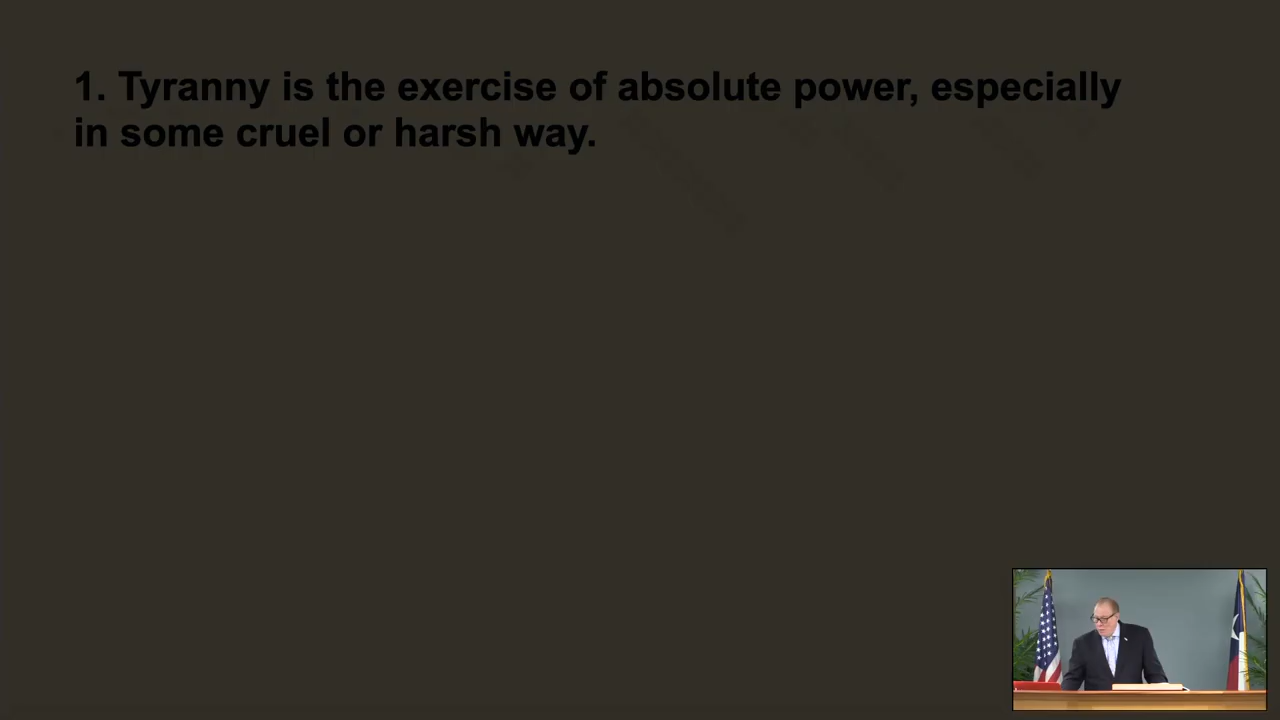 1. Tyranny is the exercise of absolute power, especially
in some cruel or harsh way.